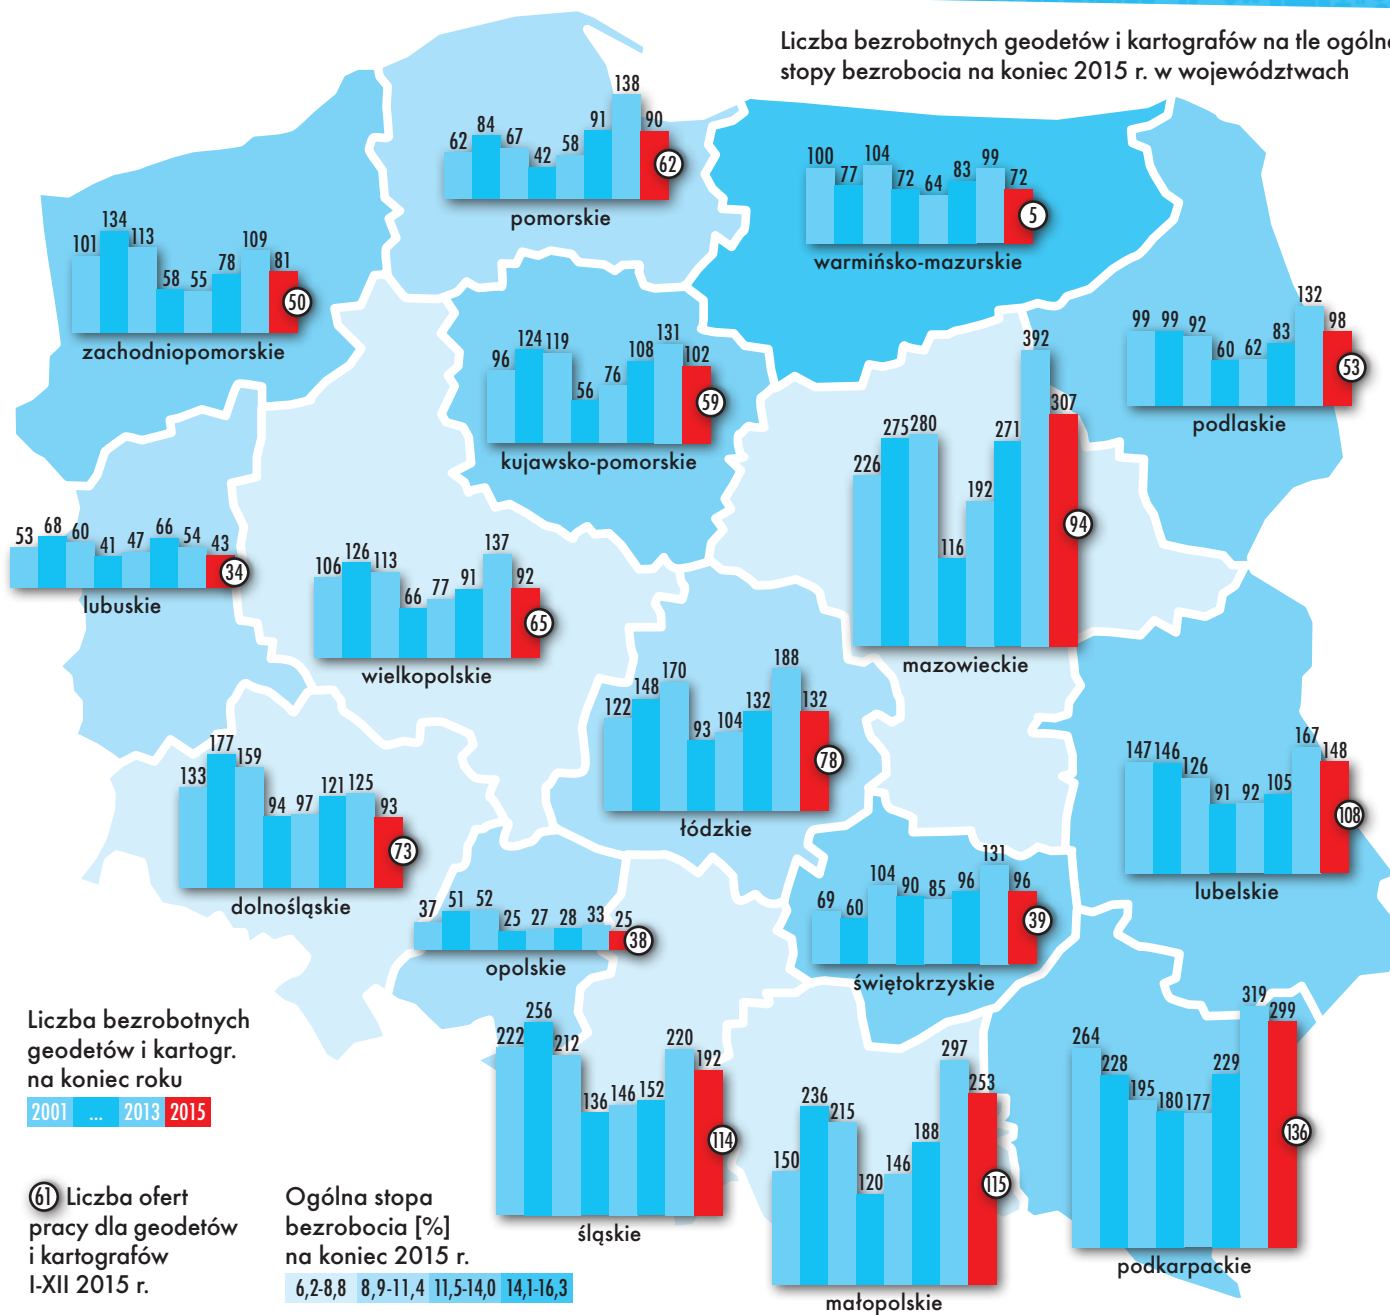 Liczba bezrobotnych geodetów i kartografów na tle ogólne
stopy bezrobocia na koniec 2015 r. w województwach
62 84 67 42 58 91 138 90
62
pomorskie
100 77 104 72 64 83 99 72
5
warmińsko-mazurskie
101 134 113 58 55 78 109 81
50
zachodniopomorskie
99 99 92 60 62 83 132 98
53
podlaskie
96 124 119 56 76 108 131 102
59
kujawsko-pomorskie
226 275 280 116 192 271 392 307
94
mazowieckie
53 68 60 41 47 66 54 43
34
lubuskie
106 126 113 66 77 91 137 92
65
wielkopolskie
122 148 170 93 104 132 188 132
78
łódzkie
133 177 159 94 97 121 125 93
73
dolnośląskie
147 146 126 91 92 105 167 148
108
lubelskie
37 51 52 25 27 28 33 25
38
opolskie
69 60 104 90 85 96 131 96
39
świętokrzyskie
222 256 212 136 146 152 220 192
114
śląskie
150 236 215 120 146 188 297 253
115
małopolskie
264 228 195 180 177 229 319 299
136
podkarpackie
Liczba bezrobotnych
geodetów i kartogr.
na koniec roku
2001 ... 2013 2015
61 Liczba ofert
pracy dla geodetów
i kartografów
I-XII 2015 r.
Ogólna stopa
bezrobocia [%]
na koniec 2015 r.
6,2-8,8 8,9-11,4 11,5-14,0 14,1-16,3